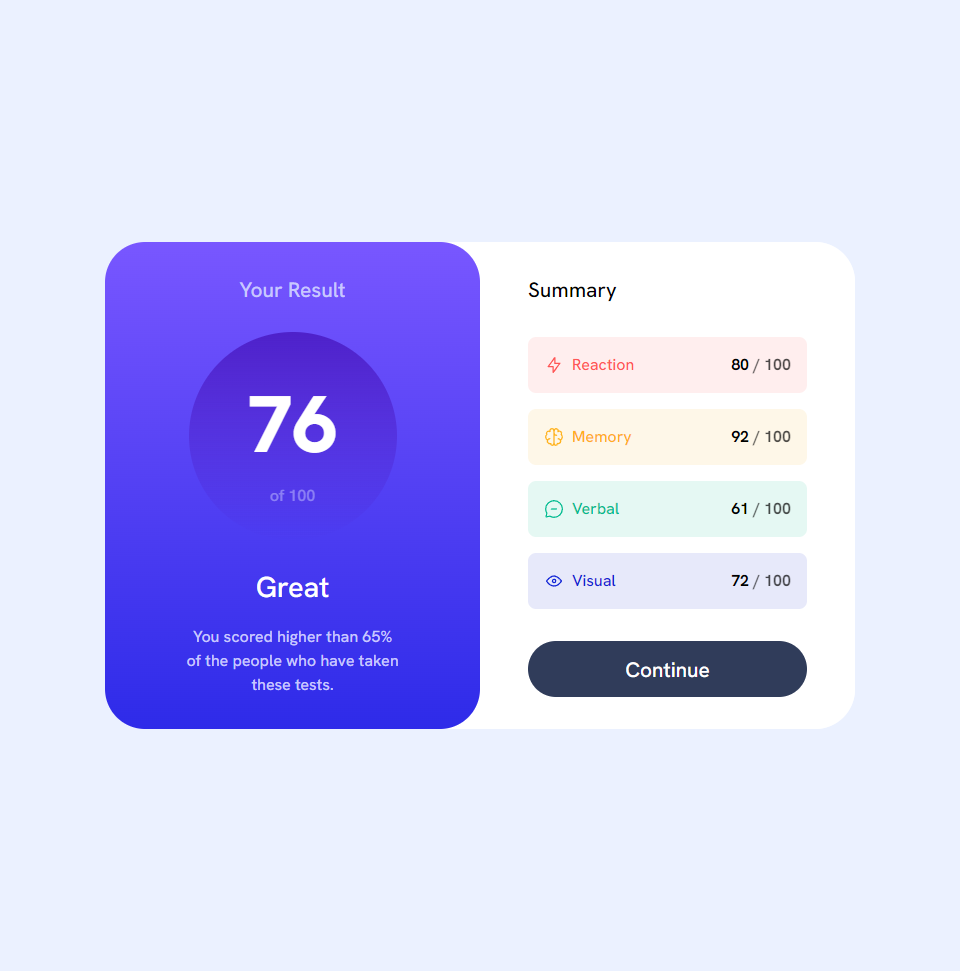 Your Result
76
of 100
Great
You scored higher than 65%
of the people who have taken
these tests.
Summary
Reaction 80 / 100
Memory 92 / 100
Verbal 61 / 100
Visual 72 / 100
Continue